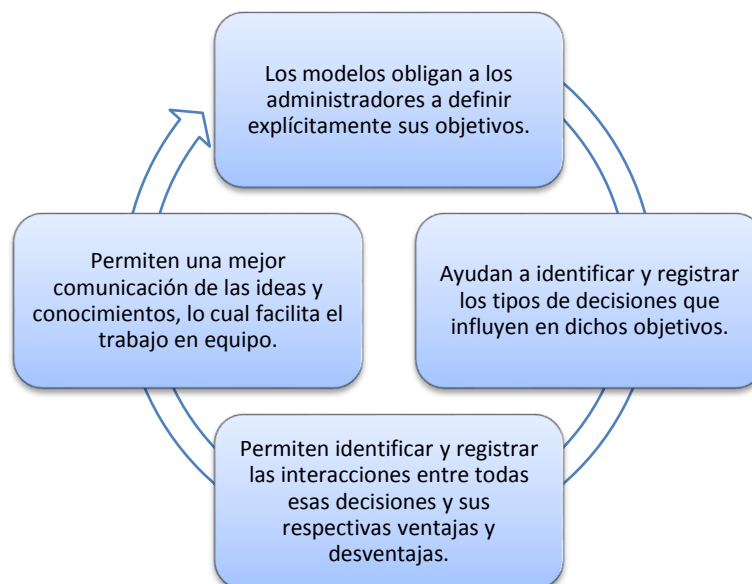 Los modelos obligan a los
administradores a definir
explícitamente sus objetivos.
Ayudan a identificar y registrar
los tipos de decisiones que
influyen en dichos objetivos.
Permiten identificar y registrar
las interacciones entre todas
esas decisiones y sus
respectivas ventajas y
desventajas.
Permiten una mejor
comunicación de las ideas y
conocimientos, lo cual facilita el
trabajo en equipo.